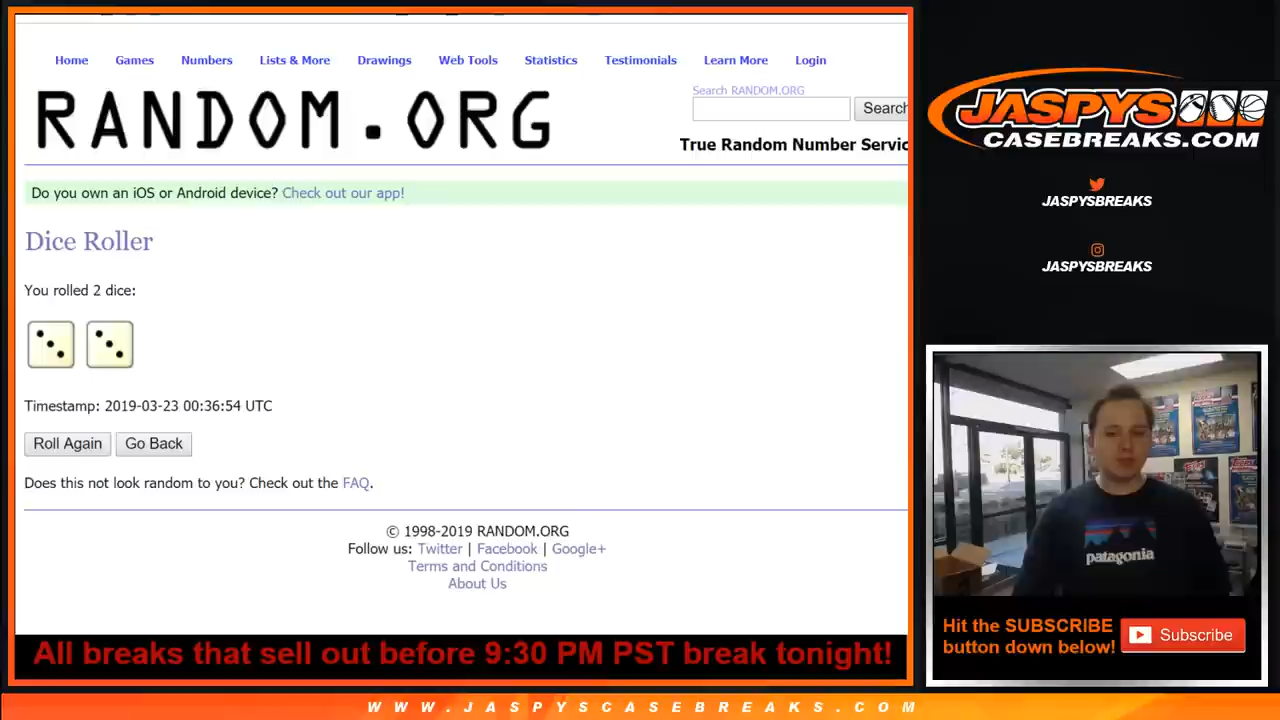 Home Games Numbers Lists & More Drawings Web Tools Statistics Testimonials Learn More Login
RANDOM.ORG
Search RANDOM.ORG
Search
True Random Number Servic
Do you own an iOS or Android device? Check out our app!
Dice Roller
You rolled 2 dice:
Timestamp: 2019-03-23 00:36:54 UTC
Roll Again Go Back
Does this not look random to you? Check out the FAQ.
© 1998-2019 RANDOM.ORG
Follow us: Twitter | Facebook | Google+
Terms and Conditions
About Us
All breaks that sell out before 9:30 PM PST break tonight!
JASPYS
CASEBREAKS.COM
JASPYSBREAKS
JASPYSBREAKS
patagonia
Hit the SUBSCRIBE
button down below!
Subscribe
WWW.JASPYSCASEBREAKS.COM